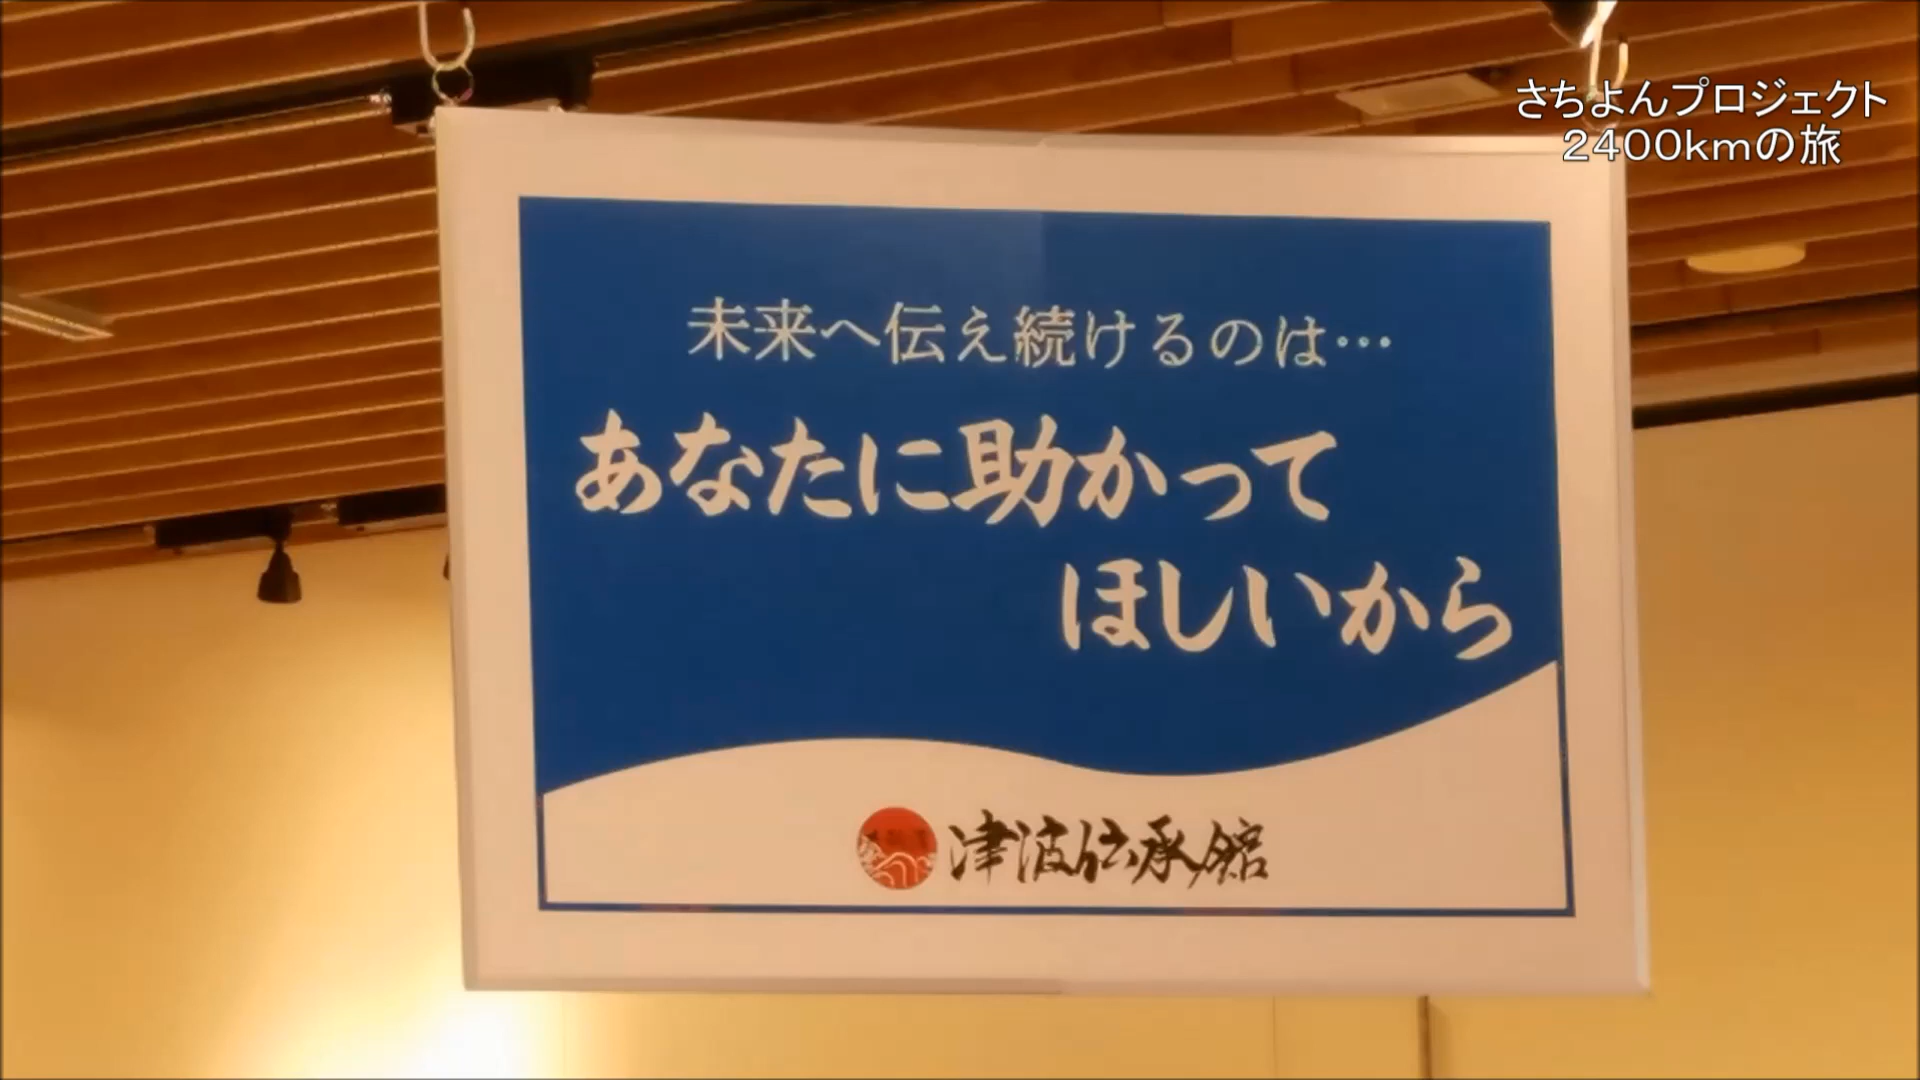 さちよんプロジェクト
2400kmの旅
未来へ伝え続けるのは…
あなたに助かって
ほしいから
津波伝承館